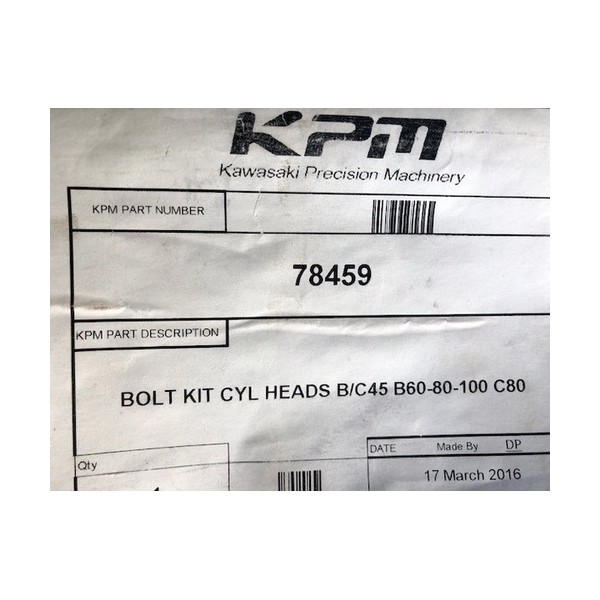 KPM
Kawasaki Precision Machinery
KPM PART NUMBER
78459
KPM PART DESCRIPTION
BOLT KIT CYL HEADS B/C45 B60-80-100 C80
Qty
DATE Made By DP
17 March 2016